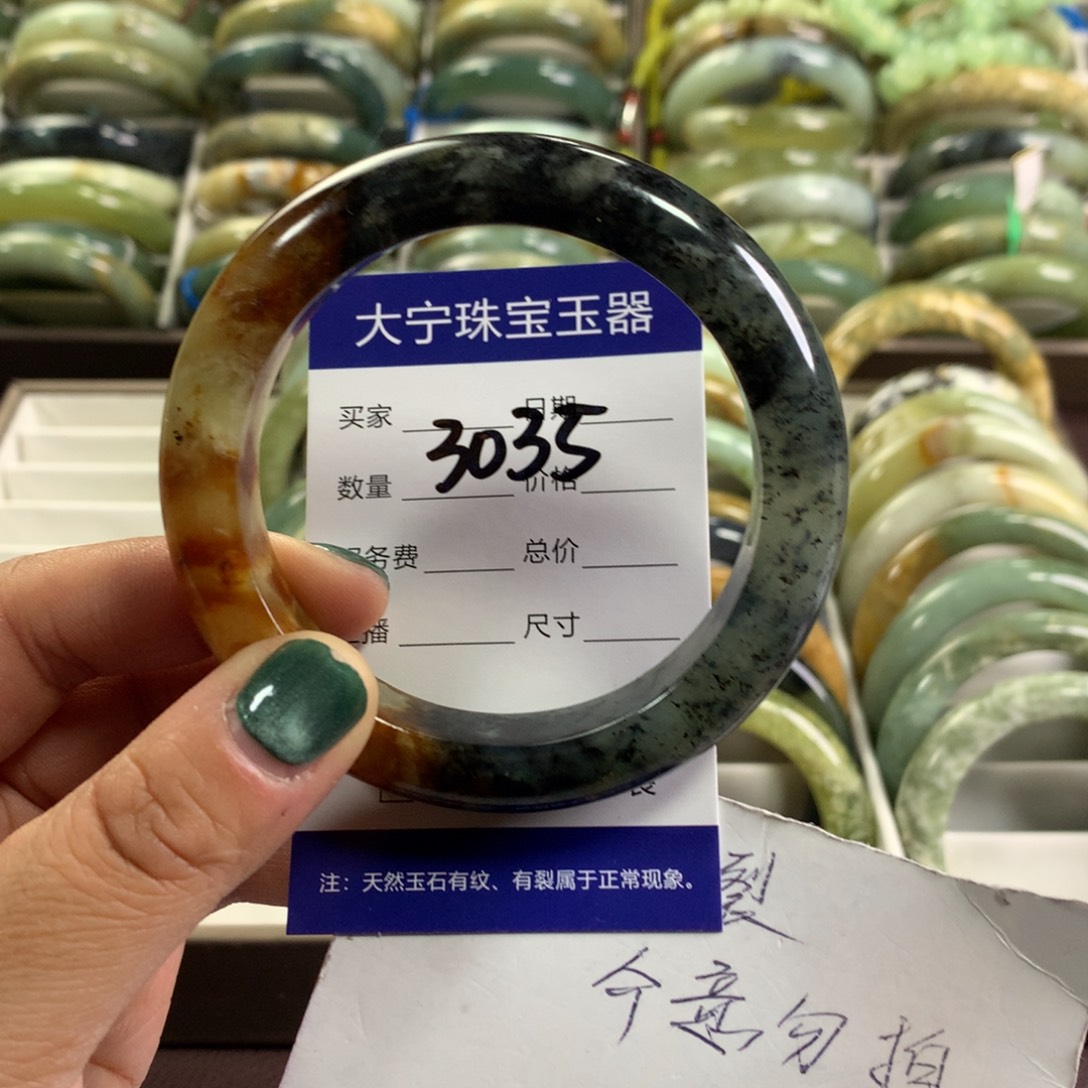 大宁珠宝玉器
买家 日期
3035
数量 价格
务费 总价
播 尺寸
注：天然玉石有纹、有裂属于正常现象。
裂
介意勿拍